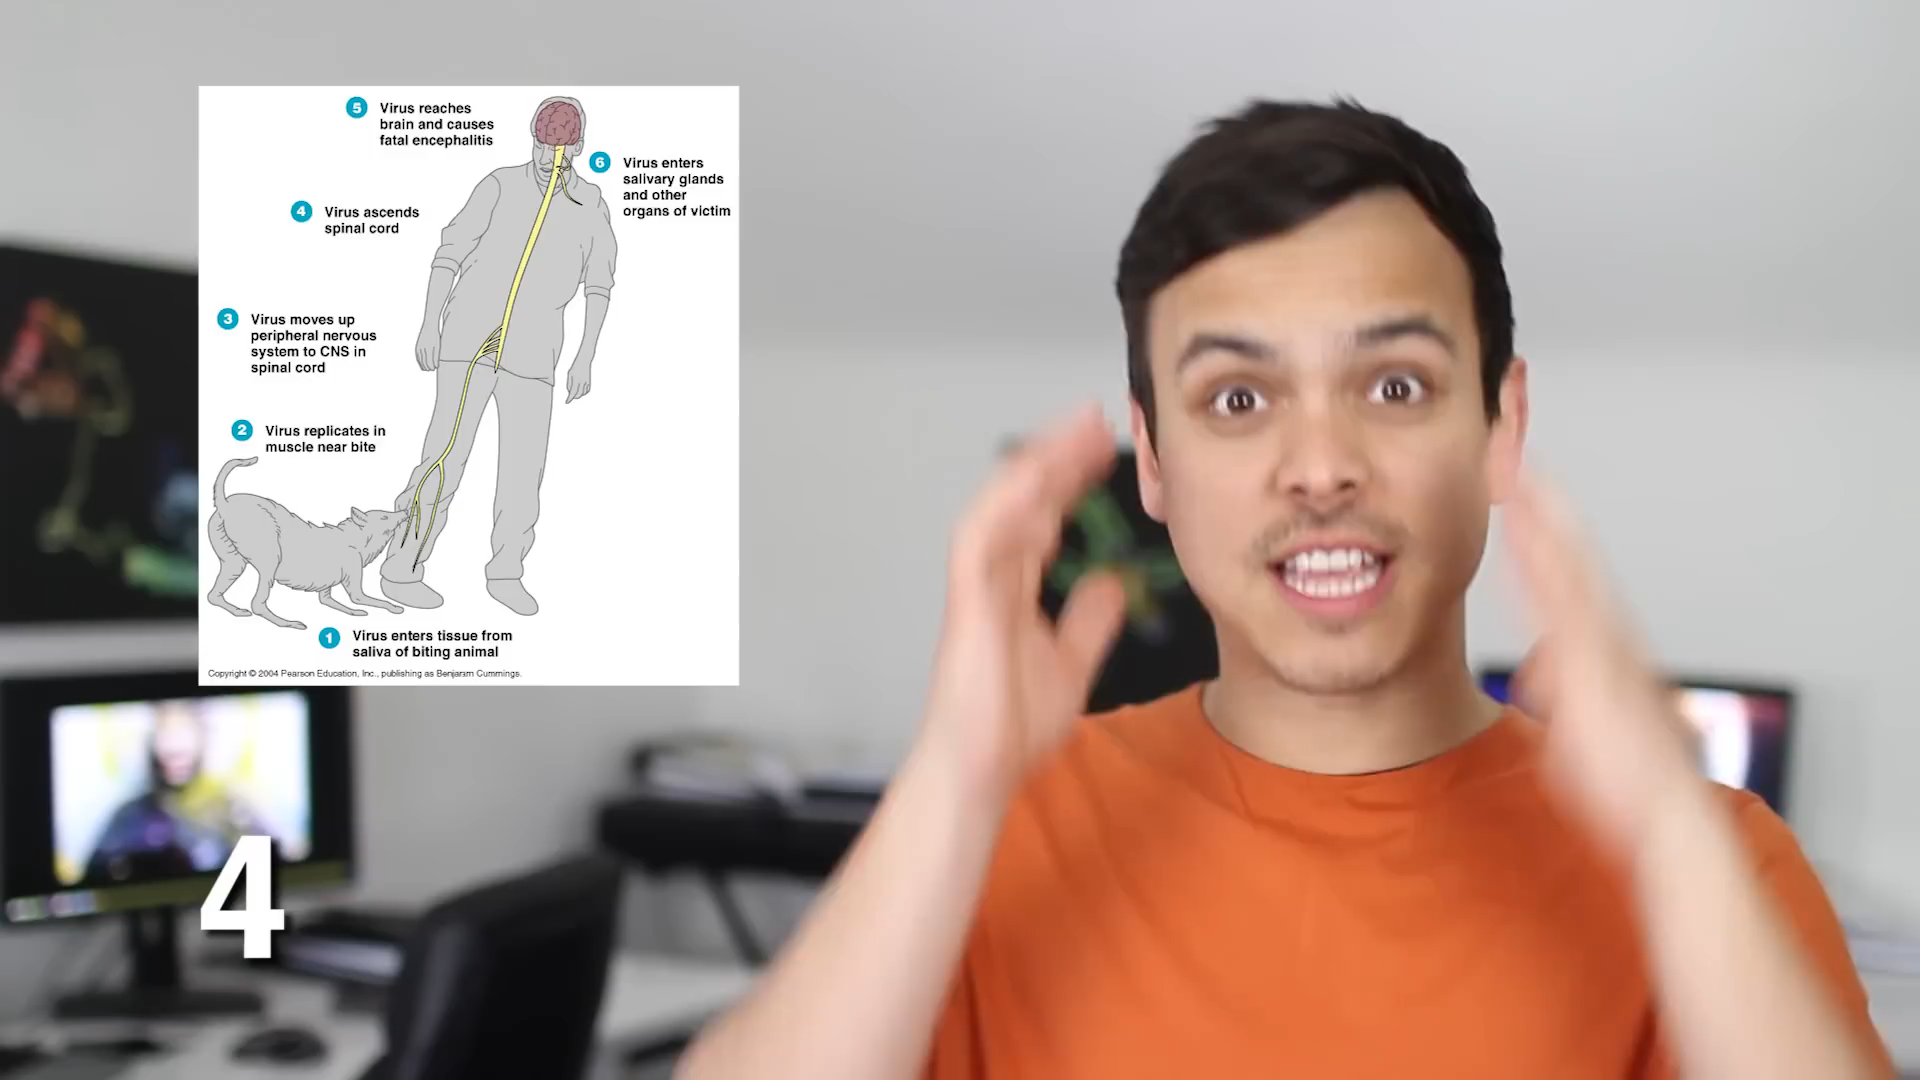 5 Virus reaches
brain and causes
fatal encephalitis
6 Virus enters
salivary glands
and other
organs of victim
4 Virus ascends
spinal cord
3 Virus moves up
peripheral nervous
system to CNS in
spinal cord
2 Virus replicates in
muscle near bite
1 Virus enters tissue from
saliva of biting animal
Copyright © 2004 Pearson Education, Inc., publishing as Benjamin Cummings.
4